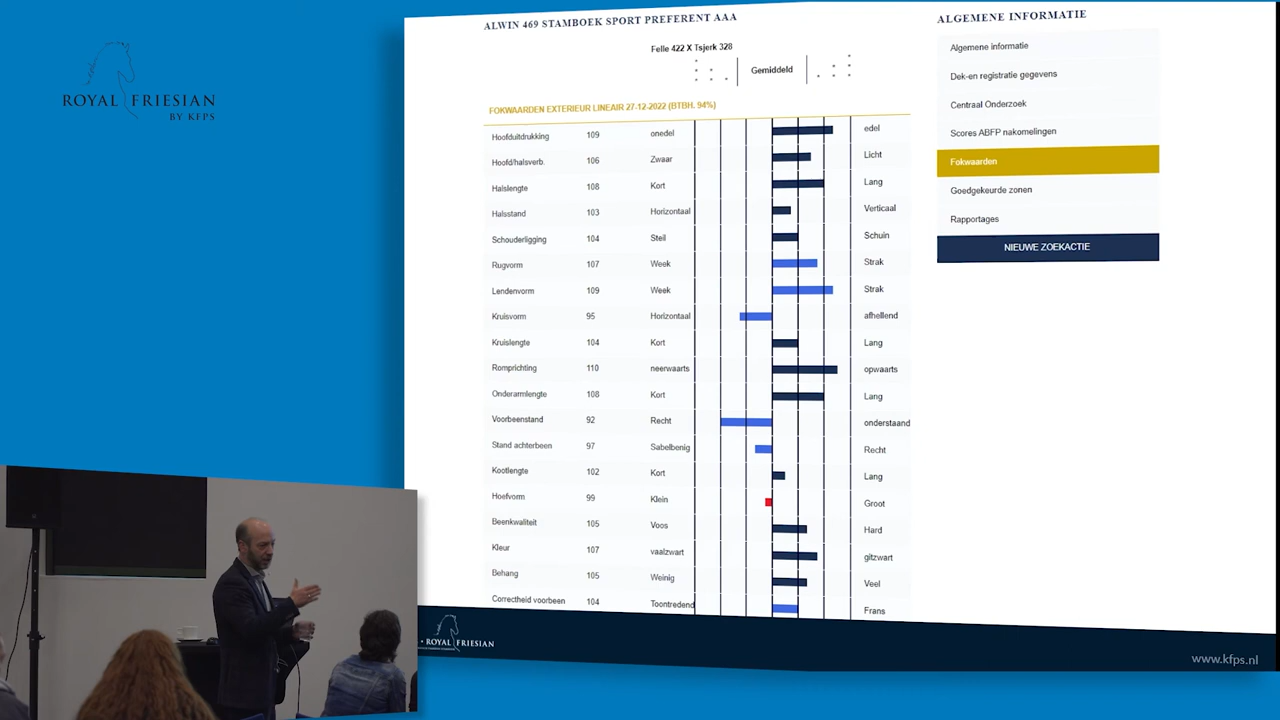 ROYAL FRIESIAN
BY KFPS
ALWIN 469 STAMBOEK SPORT PREFERENT AAA
Felle 422 X Tsjerk 328
Gemiddeld
FOKWAARDEN EXTERIEUR LINEAIR 27-12-2022 (BTBH. 94%)
Hoofduitdrukking 109 onedel edel
Hoofd/halsverb. 106 Zwaar Licht
Halslengte 108 Kort Lang
Halsstand 103 Horizontaal Verticaal
Schouderligging 104 Steil Schuin
Rugvorm 107 Week Strak
Lendenvorm 109 Week Strak
Kruisvorm 95 Horizontaal afhellend
Kruislengte 104 Kort Lang
Romprichting 110 neerwaarts opwaarts
Onderarmlengte 108 Kort Lang
Voorbeenstand 92 Recht onderstaand
Stand achterbeen 97 Sabelbenig Recht
Kootlengte 102 Kort Lang
Hoefvorm 99 Klein Groot
Beenkwaliteit 105 Voos Hard
Kleur 107 vaalzwart gitzwart
Behang 105 Weinig Veel
Correctheid voorbeen 104 Toontredend Frans
ALGEMENE INFORMATIE
Algemene informatie
Dek-en registratie gegevens
Centraal Onderzoek
Scores ABFP nakomelingen
Fokwaarden
Goedgekeurde zonen
Rapportages
NIEUWE ZOEKACTIE
ROYAL FRIESIAN
www.kfps.nl